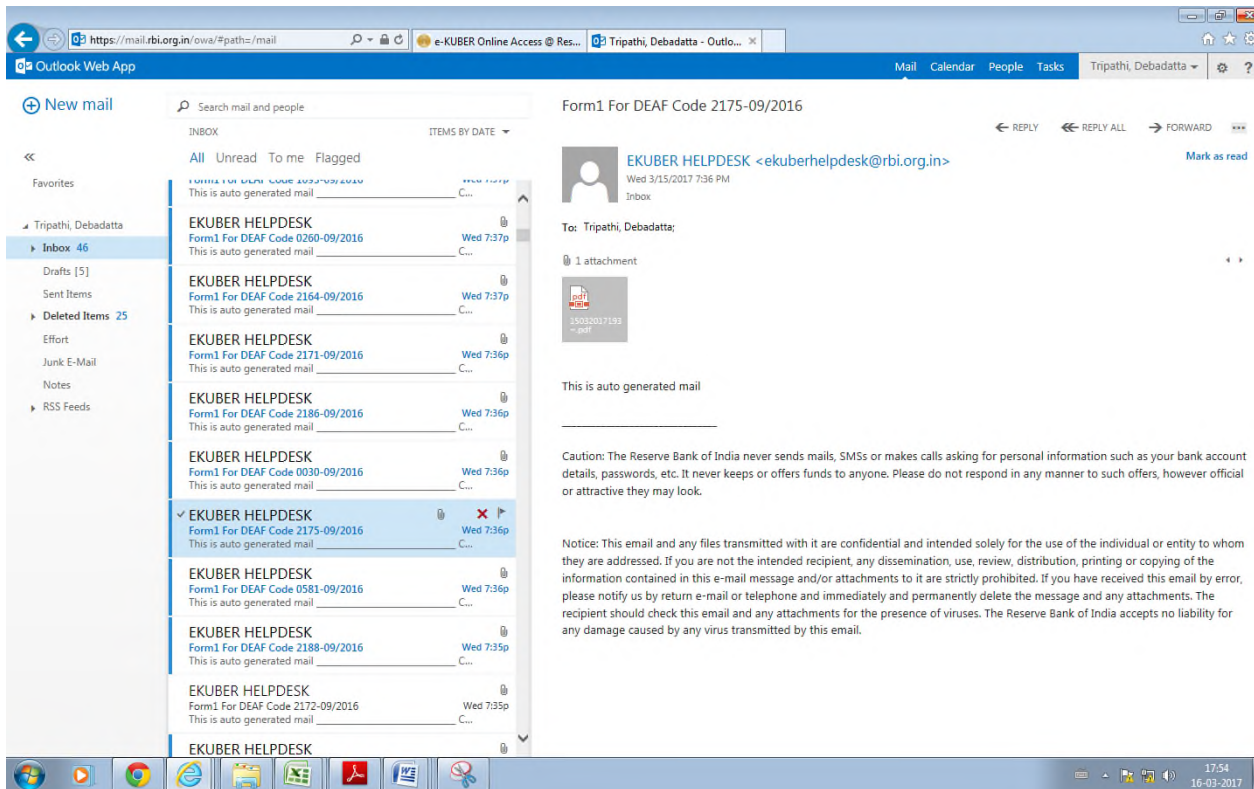 https://mail.rbi.org.in/owa/#path=/mail
e-KUBER Online Access @ Res...
Tripathi, Debadatta - Outlo...
Outlook Web App
Mail Calendar People Tasks Tripathi, Debadatta ?
New mail
Favorites
Tripathi, Debadatta
Inbox 46
Drafts [5]
Sent Items
Deleted Items 25
Effort
Junk E-Mail
Notes
RSS Feeds
Search mail and people
INBOX ITEMS BY DATE
All Unread To me Flagged
This is auto generated mail ____________________ C...
EKUBER HELPDESK
Form1 For DEAF Code 0260-09/2016 Wed 7:37p
This is auto generated mail ____________________ C...
EKUBER HELPDESK
Form1 For DEAF Code 2164-09/2016 Wed 7:37p
This is auto generated mail ____________________ C...
EKUBER HELPDESK
Form1 For DEAF Code 2171-09/2016 Wed 7:36p
This is auto generated mail ____________________ C...
EKUBER HELPDESK
Form1 For DEAF Code 2186-09/2016 Wed 7:36p
This is auto generated mail ____________________ C...
EKUBER HELPDESK
Form1 For DEAF Code 0030-09/2016 Wed 7:36p
This is auto generated mail ____________________ C...
EKUBER HELPDESK
Form1 For DEAF Code 2175-09/2016 Wed 7:36p
This is auto generated mail ____________________ C...
EKUBER HELPDESK
Form1 For DEAF Code 0581-09/2016 Wed 7:36p
This is auto generated mail ____________________ C...
EKUBER HELPDESK
Form1 For DEAF Code 2188-09/2016 Wed 7:35p
This is auto generated mail ____________________ C...
EKUBER HELPDESK
Form1 For DEAF Code 2172-09/2016 Wed 7:35p
This is auto generated mail ____________________ C...
EKUBER HELPDESK
Form1 For DEAF Code 2175-09/2016
REPLY REPLY ALL FORWARD
EKUBER HELPDESK <ekuberhelpdesk@rbi.org.in> Mark as read
Wed 3/15/2017 7:36 PM
Inbox
To: Tripathi, Debadatta;
1 attachment
pdf
15032017193
~.pdf
This is auto generated mail
____________________
Caution: The Reserve Bank of India never sends mails, SMSs or makes calls asking for personal information such as your bank account
details, passwords, etc. It never keeps or offers funds to anyone. Please do not respond in any manner to such offers, however official
or attractive they may look.
Notice: This email and any files transmitted with it are confidential and intended solely for the use of the individual or entity to whom
they are addressed. If you are not the intended recipient, any dissemination, use, review, distribution, printing or copying of the
information contained in this e-mail message and/or attachments to it are strictly prohibited. If you have received this email by error,
please notify us by return e-mail or telephone and immediately and permanently delete the message and any attachments. The
recipient should check this email and any attachments for the presence of viruses. The Reserve Bank of India accepts no liability for
any damage caused by any virus transmitted by this email.
17:54
16-03-2017